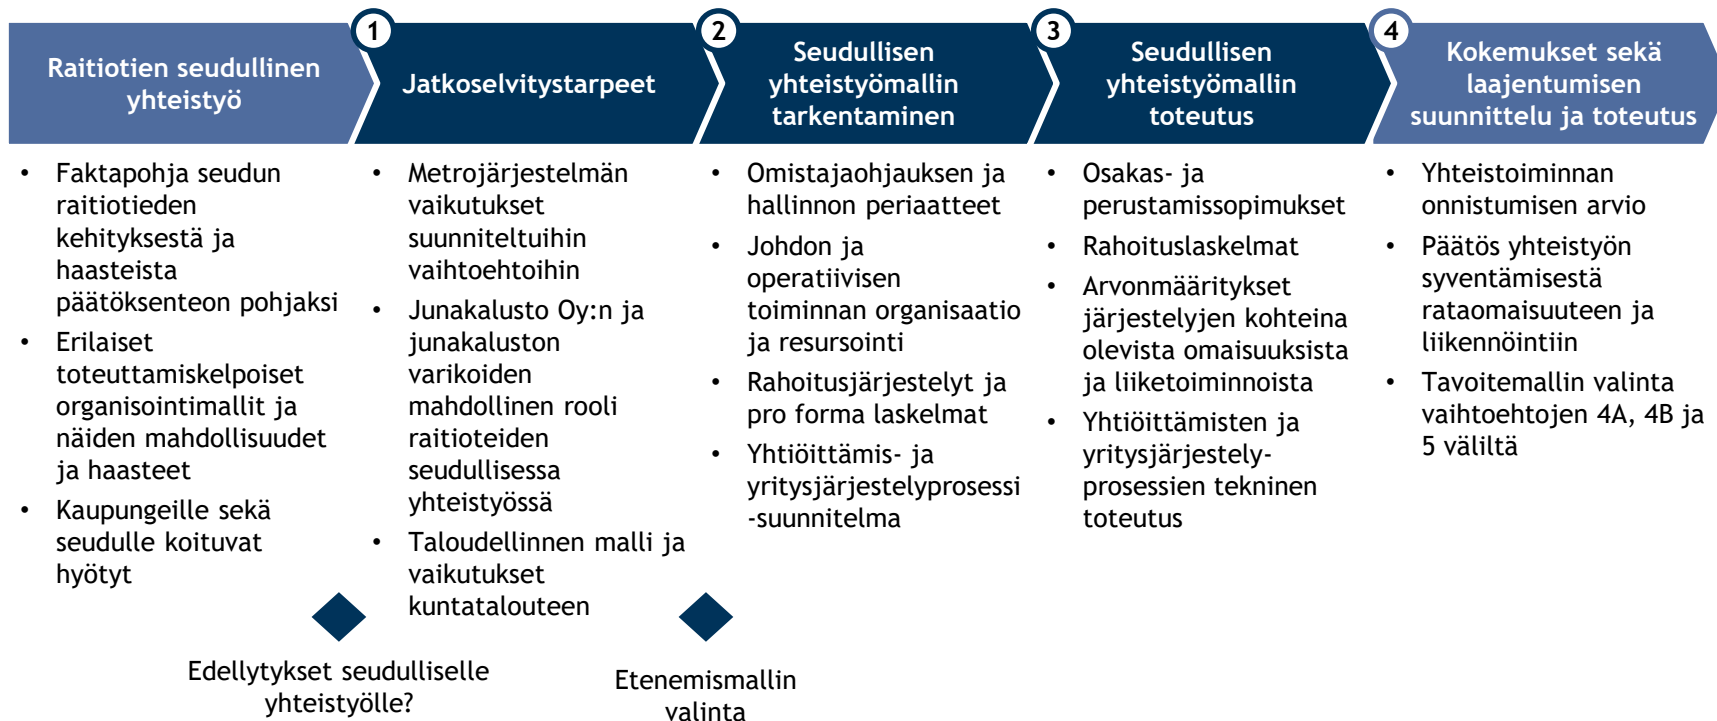 Raitiotien seudullinen
yhteistyö
1
Jatkoselvitystarpeet
2
Seudullisen
yhteistyömallin
tarkentaminen
3
Seudullisen
yhteistyömallin
toteutus
4
Kokemukset sekä
laajentumisen
suunnittelu ja toteutus
• Faktapohja seudun
raitiotieden
kehityksestä ja
haasteista
päätöksenteon pohjaksi
• Erilaiset
toteuttamiskelpoiset
organisointimallit ja
näiden mahdollisuudet
ja haasteet
• Kaupungeille sekä
seudulle koituvat
hyötyt
• Metrojärjestelmän
vaikutukset
suunniteltuihin
vaihtoehtoihin
• Junakalusto Oy:n ja
junakaluston
varikoiden
mahdollinen rooli
raitioteiden
seudullisessa
yhteistyössä
• Taloudellinnen malli ja
vaikutukset
kuntatalouteen
• Omistajaohjauksen ja
hallinnon periaatteet
• Johdon ja
operatiivisen
toiminnan organisaatio
ja resursointi
• Rahoitusjärjestelyt ja
pro forma laskelmat
• Yhtiöittämis- ja
yritysjärjestelyprosessi
-suunnitelma
• Osakas- ja
perustamissopimukset
• Rahoituslaskelmat
• Arvonmääritykset
järjestelyjen kohteina
olevista omaisuuksista
ja liiketoiminnoista
• Yhtiöittämisten ja
yritysjärjestely-
prosessien tekninen
toteutus
• Yhteistoiminnan
onnistumisen arvio
• Päätös yhteistyön
syventämisestä
rataomaisuuteen ja
liikennöintiin
• Tavoitemallin valinta
vaihtoehtojen 4A, 4B ja
5 väliltä
Edellytykset seudulliselle
yhteistyölle?
Etenemismallin
valinta